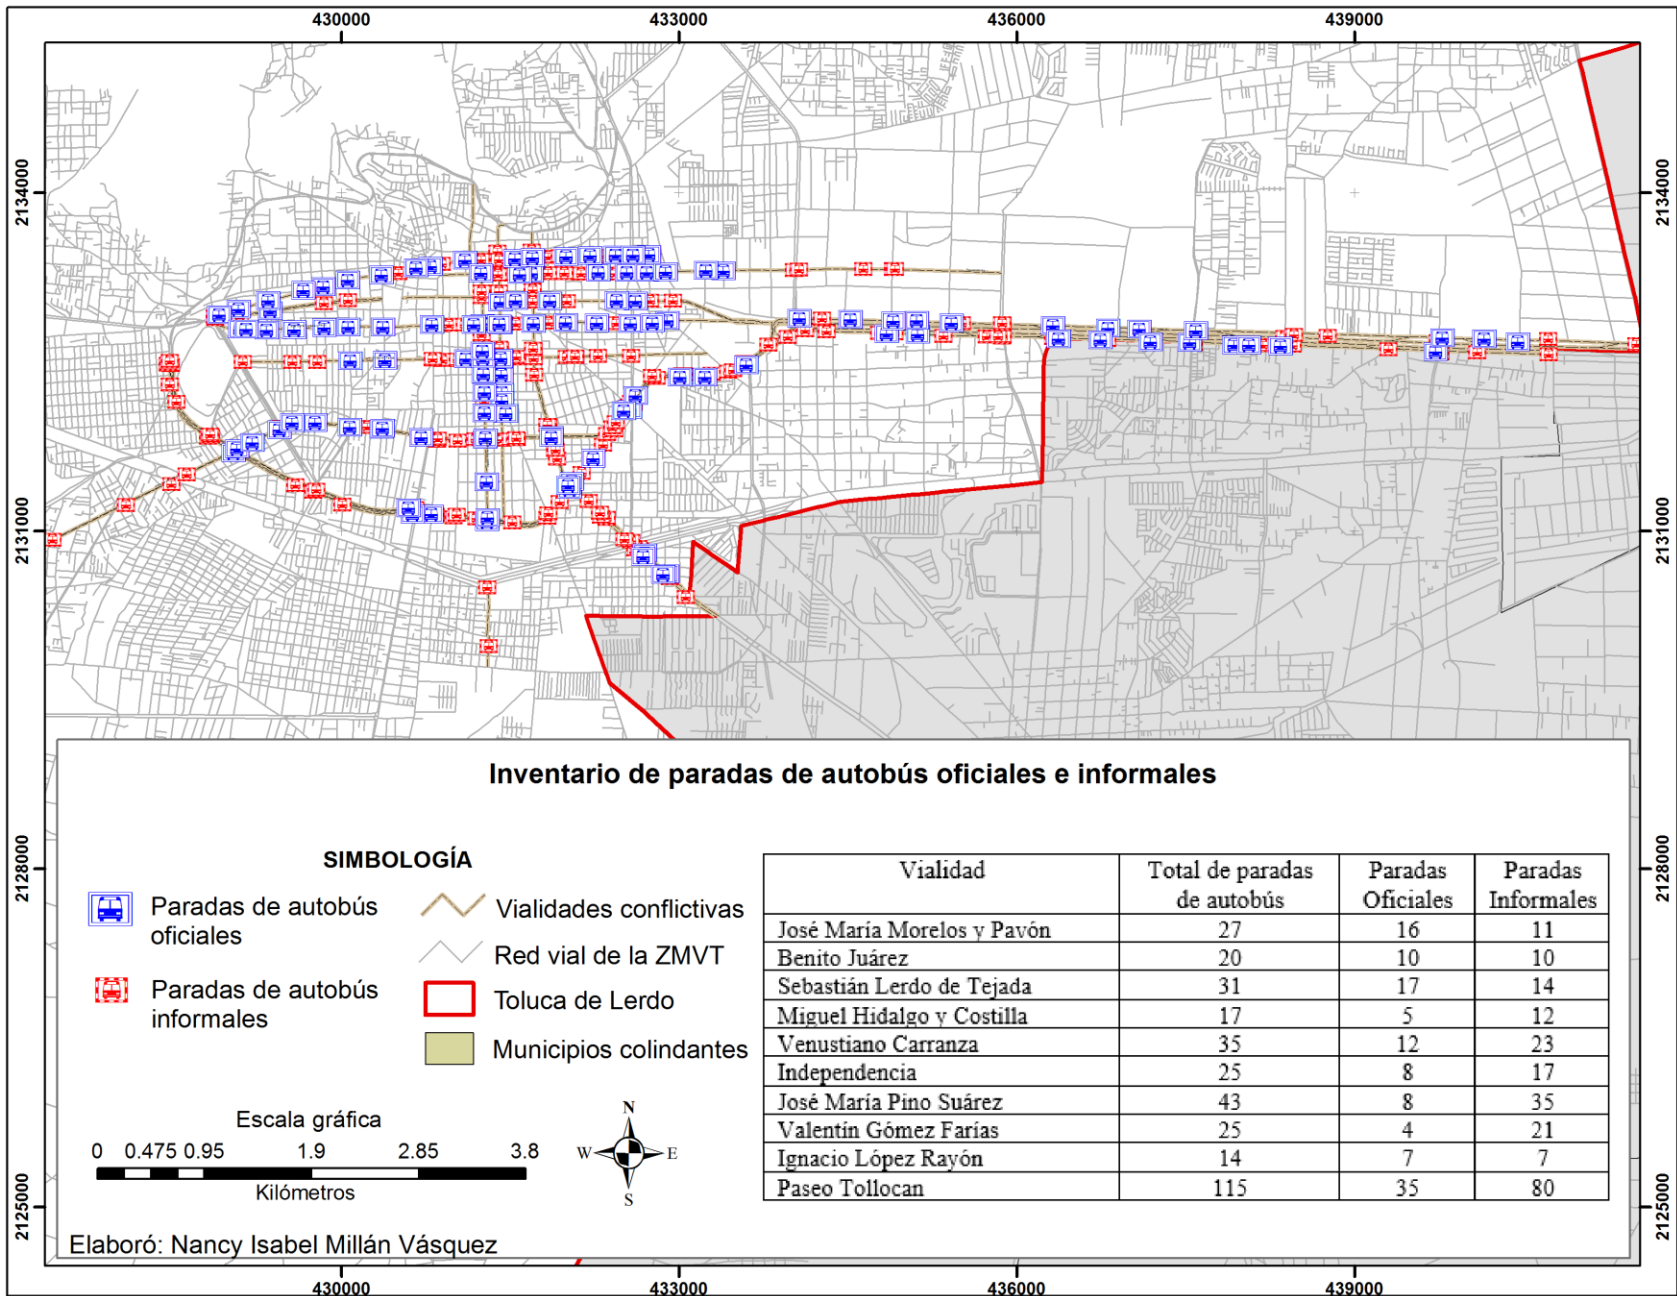 430000 433000 436000 439000
2134000 2134000
2131000 2131000
Inventario de paradas de autobús oficiales e informales
SIMBOLOGÍA
Paradas de autobús
oficiales
Paradas de autobús
informales
Vialidades conflictivas
Red vial de la ZMVT
Toluca de Lerdo
Municipios colindantes
Escala gráfica
0 0.475 0.95 1.9 2.85 3.8
Kilómetros
N
W E
S
Vialidad Total de paradas de autobús Paradas Oficiales Paradas Informales
José María Morelos y Pavón 27 16 11
Benito Juárez 20 10 10
Sebastián Lerdo de Tejada 31 17 14
Miguel Hidalgo y Costilla 17 5 12
Venustiano Carranza 35 12 23
Independencia 25 8 17
José María Pino Suárez 43 8 35
Valentín Gómez Farías 25 4 21
Ignacio López Rayón 14 7 7
Paseo Tollocan 115 35 80
Elaboró: Nancy Isabel Millán Vásquez
2128000 2128000
2125000 2125000
430000 433000 436000 439000